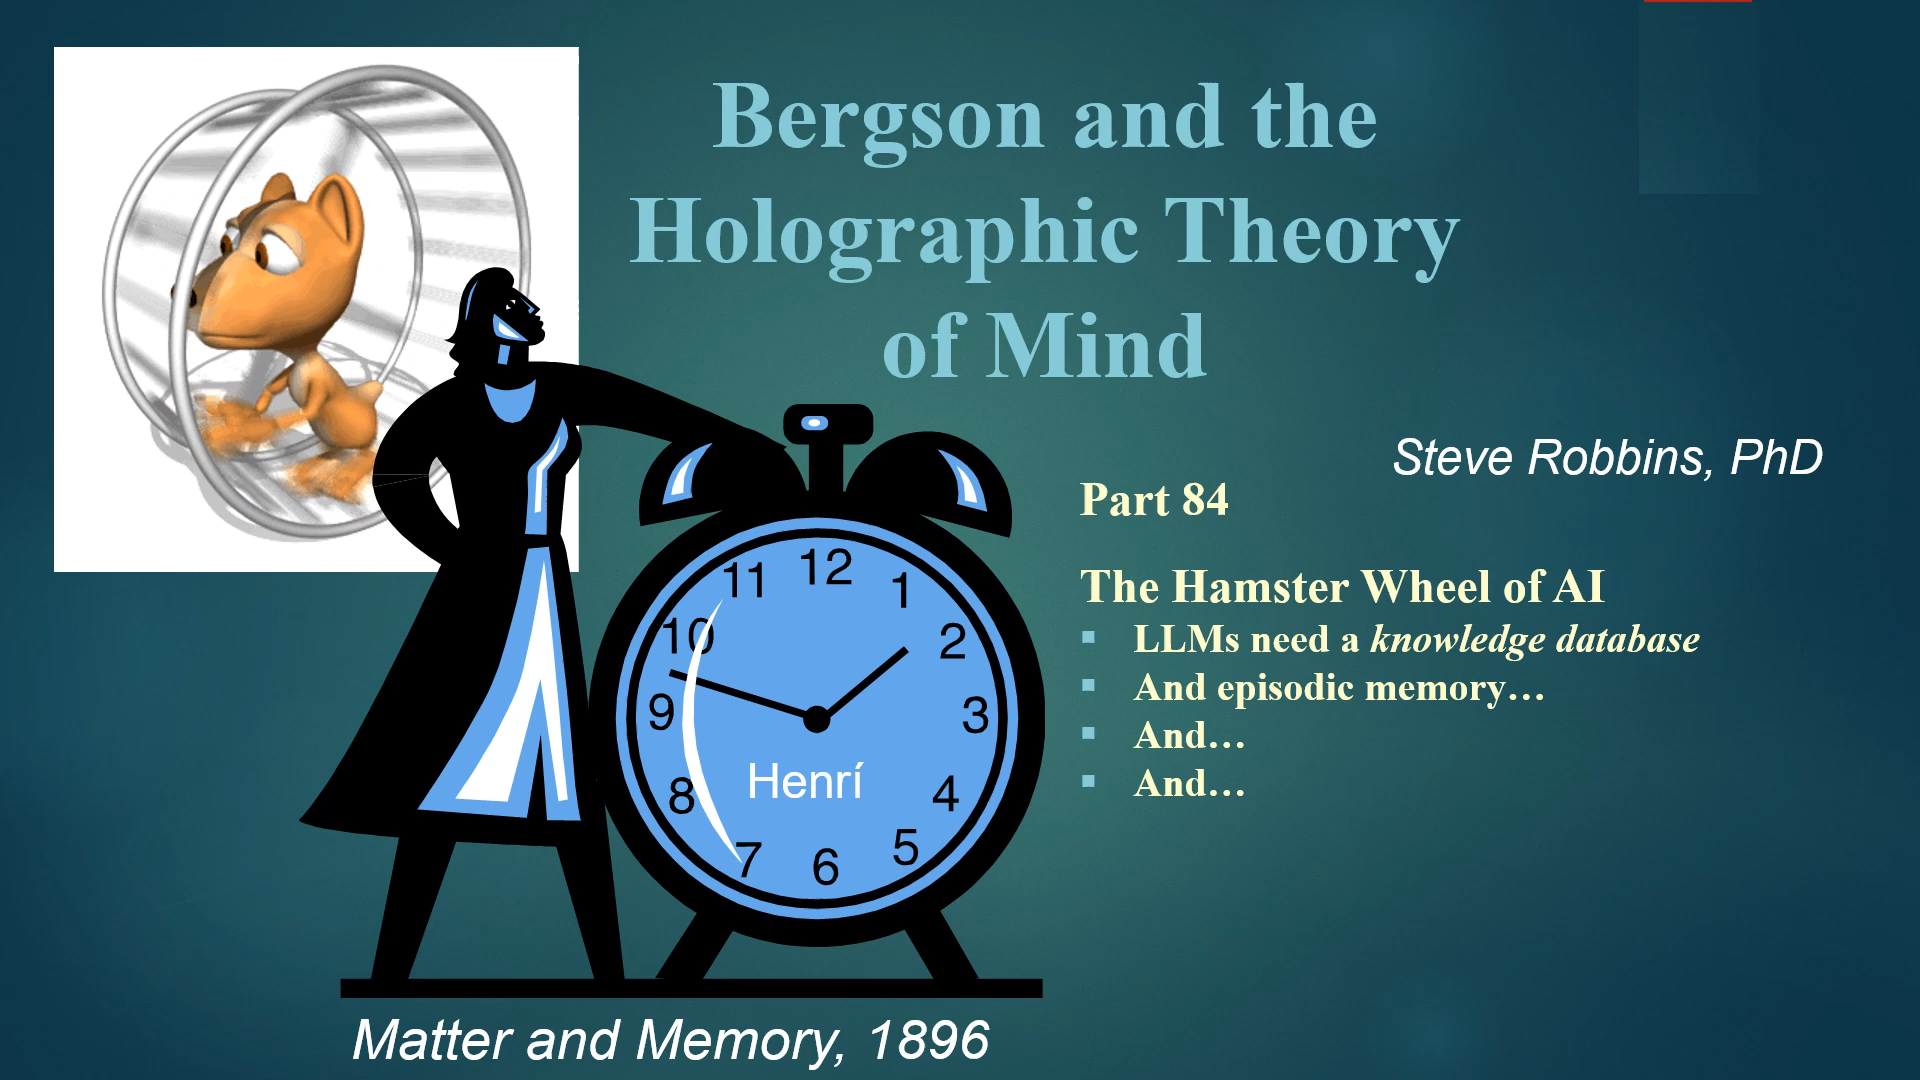 Bergson and the
Holographic Theory
of Mind
Steve Robbins, PhD
Part 84
The Hamster Wheel of AI
LLMs need a knowledge database
And episodic memory…
And…
And…
12
11
1
10
2
9
3
8
4
7
5
6
Henrí
Matter and Memory, 1896